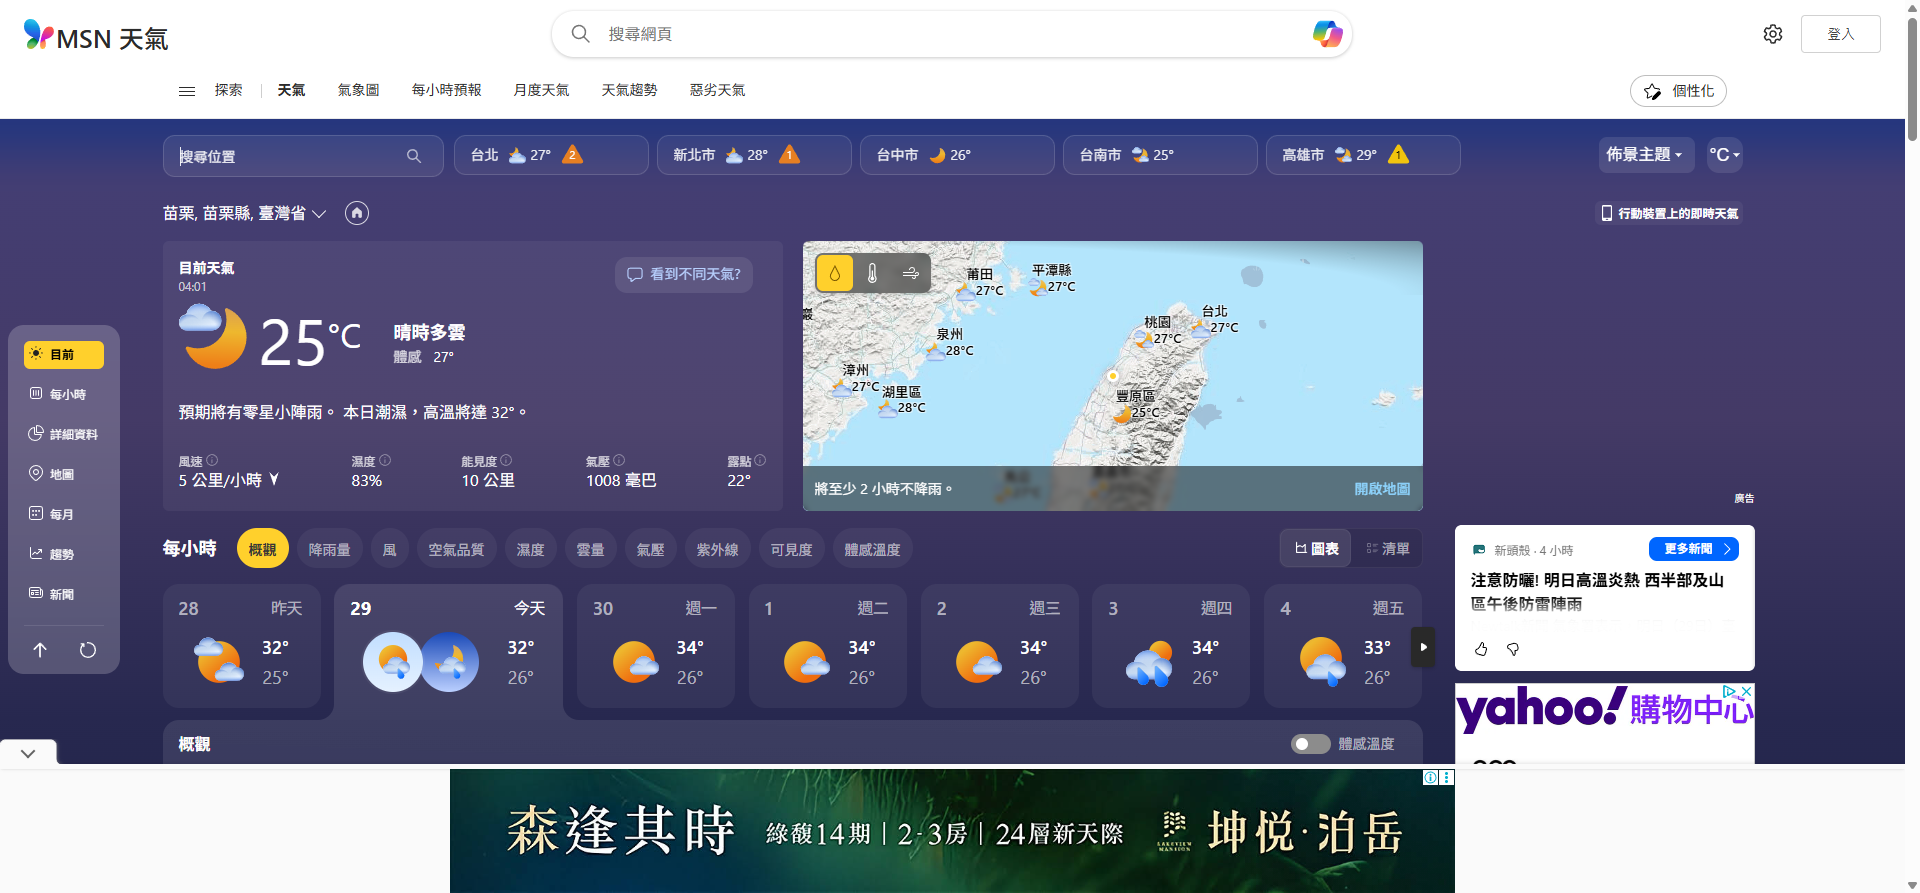 MSN 天氣
搜尋網頁
登入
探索
天氣
氣象圖
每小時預報
月度天氣
天氣趨勢
惡劣天氣
個性化
搜尋位置
台北 27° 2
新北市 28° 1
台中市 26°
台南市 25°
高雄市 29° 1
佈景主題
°C
苗栗, 苗栗縣, 臺灣省
行動裝置上的即時天氣
目前天氣
04:01
看到不同天氣?
25°C
晴時多雲
體感 27°
預期將有零星小陣雨。 本日潮濕，高溫將達 32°。
風速
5 公里/小時
濕度
83%
能見度
10 公里
氣壓
1008 毫巴
露點
22°
目前
每小時
詳細資料
地圖
每月
趨勢
新聞
莆田
27°C
平潭縣
27°C
泉州
28°C
漳州
27°C
湖里區
28°C
桃園
27°C
台北
27°C
豐原區
25°C
將至少 2 小時不降雨。
開啟地圖
廣告
每小時
概觀
降雨量
風
空氣品質
濕度
雲量
氣壓
紫外線
可見度
體感溫度
圖表
清單
28 昨天
32°
25°
29 今天
32°
26°
30 週一
34°
26°
1 週二
34°
26°
2 週三
34°
26°
3 週四
34°
26°
4 週五
33°
26°
概觀
體感溫度
新頭殼 · 4 小時
更多新聞
注意防曬! 明日高溫炎熱 西半部及山
區午後防雷陣雨
yahoo! 購物中心
森逢其時
綠馥14期｜2-3房｜24層新天際
LAKEVIEW
MANSION
坤悦·泊岳